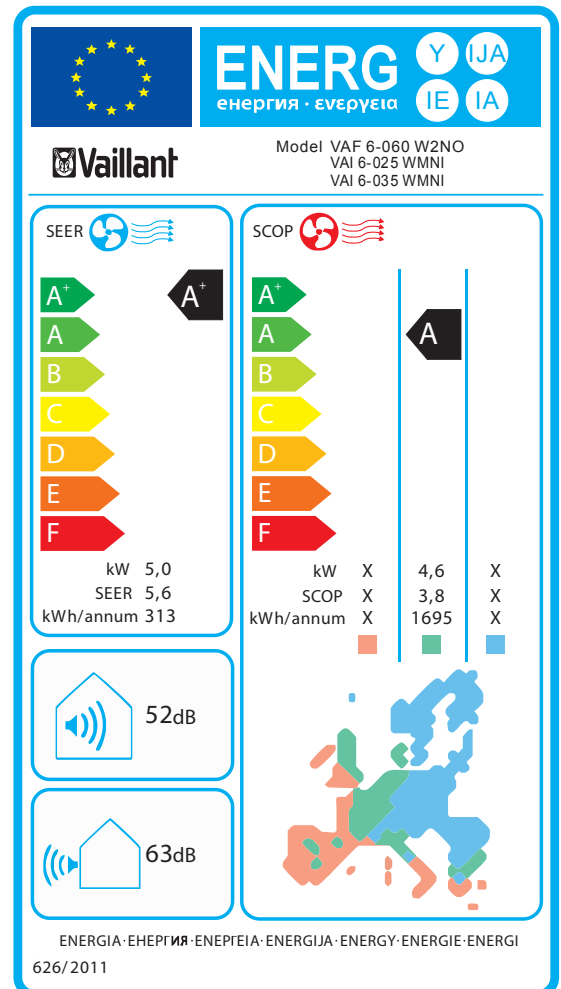 ENERG
енергия · ενεργεια
Y IJA
IE IA
Vaillant
Model VAF 6-060 W2NO
VAI 6-025 WMNI
VAI 6-035 WMNI
SEER
A+
A
B
C
D
E
F
A+
kW 5,0
SEER 5,6
kWh/annum 313
SCOP
A+
A
B
C
D
E
F
A
kW X 4,6 X
SCOP X 3,8 X
kWh/annum X 1695 X
52dB
63dB
ENERGIA·ЕНЕРГИЯ·ΕΝΕΡΓΕΙΑ·ENERGIJA·ENERGY·ENERGIE·ENERGI
626/2011